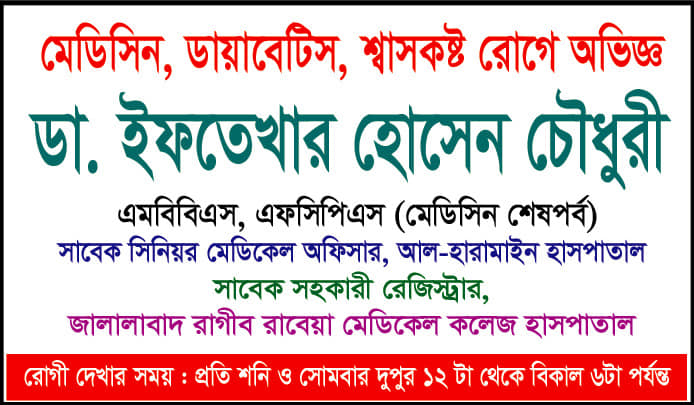 মেডিসিন, ডায়াবেটিস, শ্বাসকষ্ট রোগে অভিজ্ঞ
ডা. ইফতেখার হোসেন চৌধুরী
এমবিবিএস, এফসিপিএস (মেডিসিন শেষপর্ব)
সাবেক সিনিয়র মেডিকেল অফিসার, আল-হারামাইন হাসপাতাল
সাবেক সহকারী রেজিস্ট্রার,
জালালাবাদ রাগীব রাবেয়া মেডিকেল কলেজ হাসপাতাল
রোগী দেখার সময় : প্রতি শনি ও সোমবার দুপুর ১২ টা থেকে বিকাল ৬টা পর্যন্ত